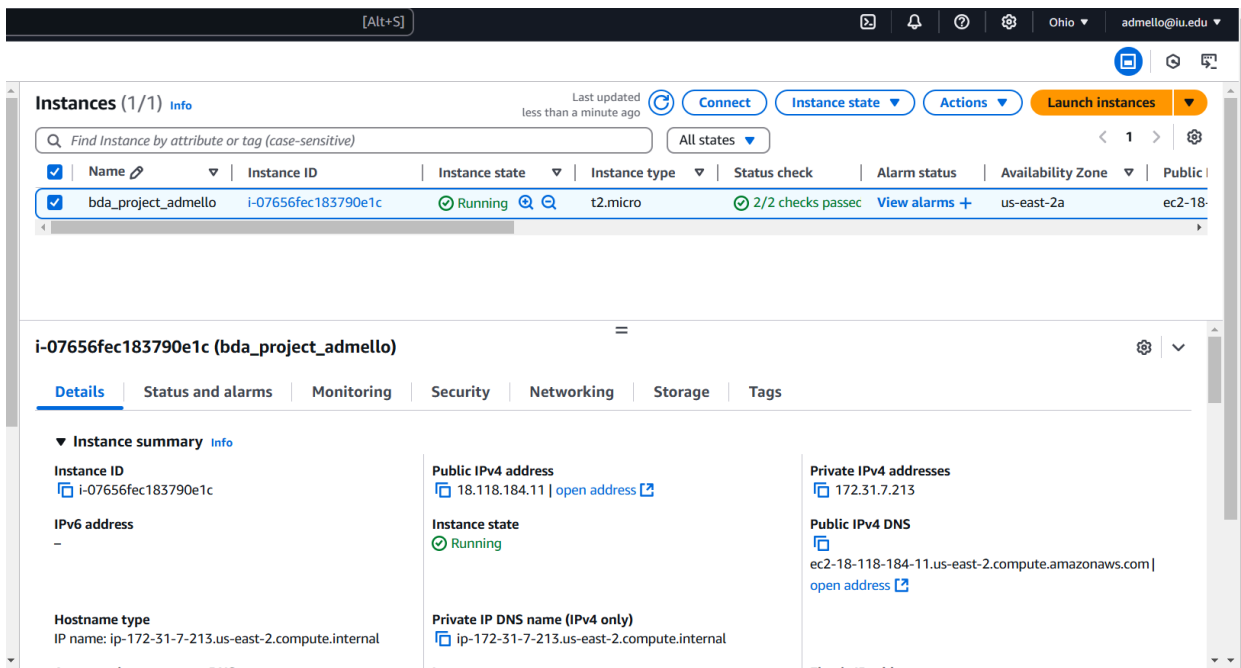 [Alt+S] Ohio admello@iu.edu
Instances (1/1) Info Last updated less than a minute ago Connect Instance state Actions Launch instances
Find Instance by attribute or tag (case-sensitive) All states 1
Name Instance ID Instance state Instance type Status check Alarm status Availability Zone Public
bda_project_admello i-07656fec183790e1c Running t2.micro 2/2 checks passec View alarms + us-east-2a ec2-18-
i-07656fec183790e1c (bda_project_admello)
Details Status and alarms Monitoring Security Networking Storage Tags
Instance summary Info
Instance ID
i-07656fec183790e1c
Public IPv4 address
18.118.184.11 | open address
Private IPv4 addresses
172.31.7.213
IPv6 address
–
Instance state
Running
Public IPv4 DNS
ec2-18-118-184-11.us-east-2.compute.amazonaws.com |
open address
Hostname type
IP name: ip-172-31-7-213.us-east-2.compute.internal
Private IP DNS name (IPv4 only)
ip-172-31-7-213.us-east-2.compute.internal